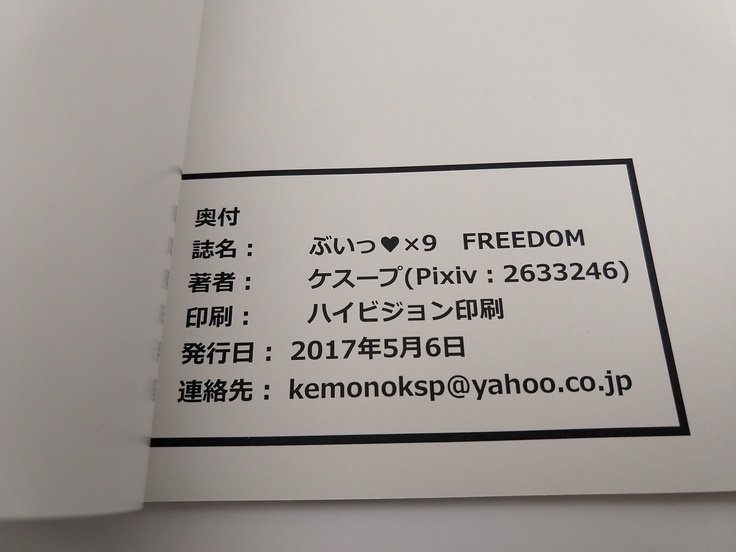 奥付
誌名： ぶいっ♥×9 FREEDOM
著者： ケスープ(Pixiv：2633246)
印刷： ハイビジョン印刷
発行日： 2017年5月6日
連絡先： kemonoksp@yahoo.co.jp